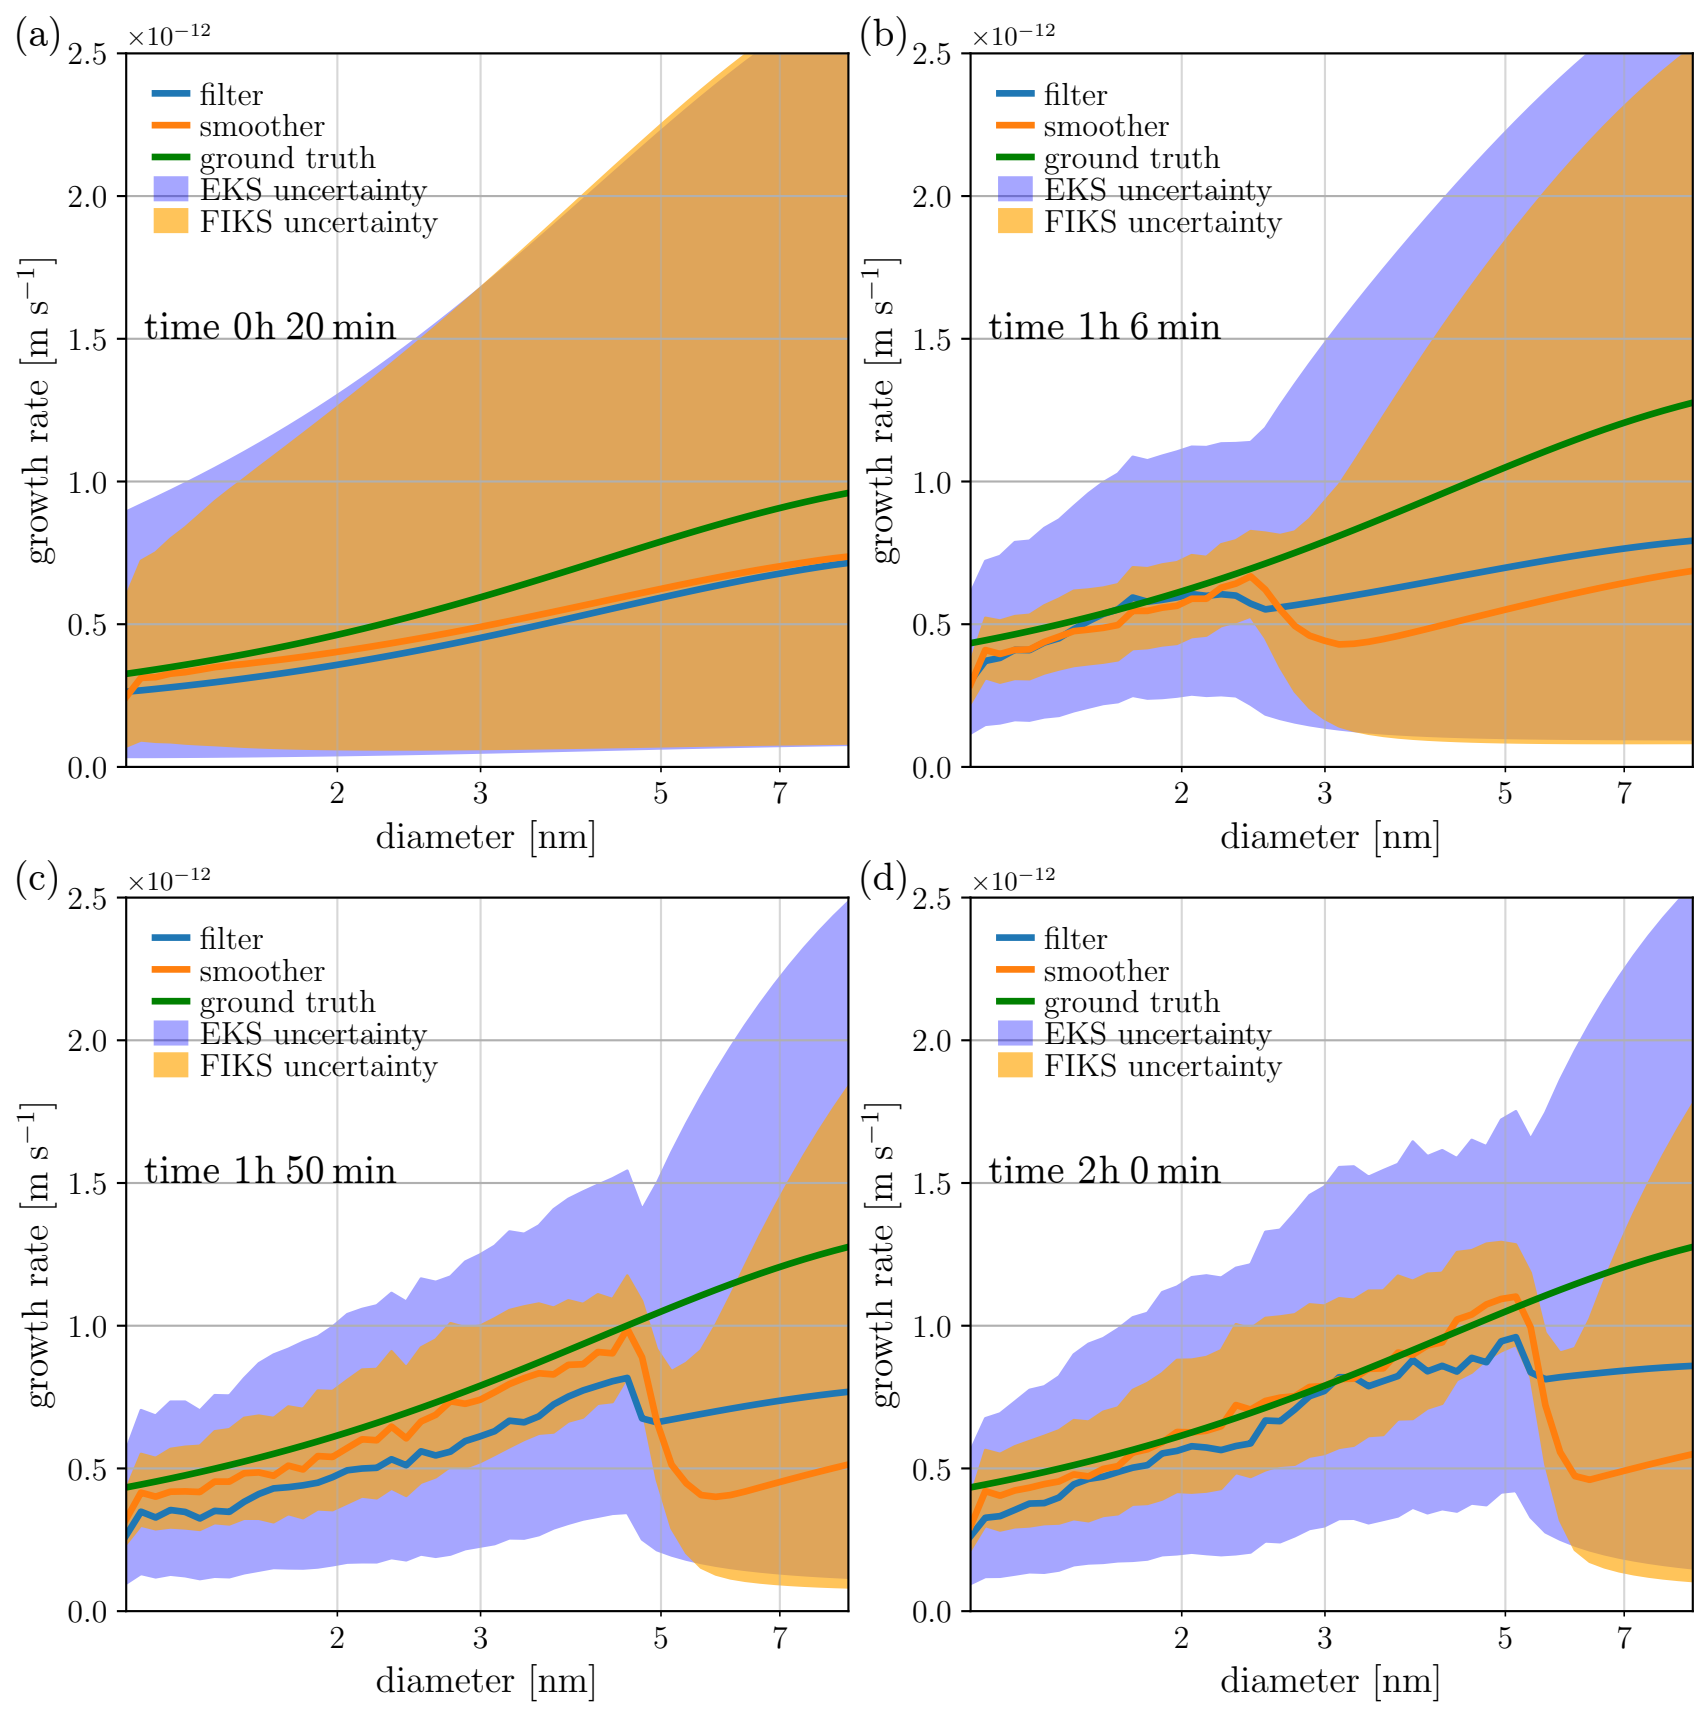 (a)
×10⁻¹²
2.5
2.0
1.5
1.0
0.5
0.0
growth rate [m s⁻¹]
filter
smoother
ground truth
EKS uncertainty
FIKS uncertainty
time 0h 20 min
2 3 5 7
diameter [nm]
(b)
×10⁻¹²
2.5
2.0
1.5
1.0
0.5
0.0
growth rate [m s⁻¹]
filter
smoother
ground truth
EKS uncertainty
FIKS uncertainty
time 1h 6 min
2 3 5 7
diameter [nm]
(c)
×10⁻¹²
2.5
2.0
1.5
1.0
0.5
0.0
growth rate [m s⁻¹]
filter
smoother
ground truth
EKS uncertainty
FIKS uncertainty
time 1h 50 min
2 3 5 7
diameter [nm]
(d)
×10⁻¹²
2.5
2.0
1.5
1.0
0.5
0.0
growth rate [m s⁻¹]
filter
smoother
ground truth
EKS uncertainty
FIKS uncertainty
time 2h 0 min
2 3 5 7
diameter [nm]